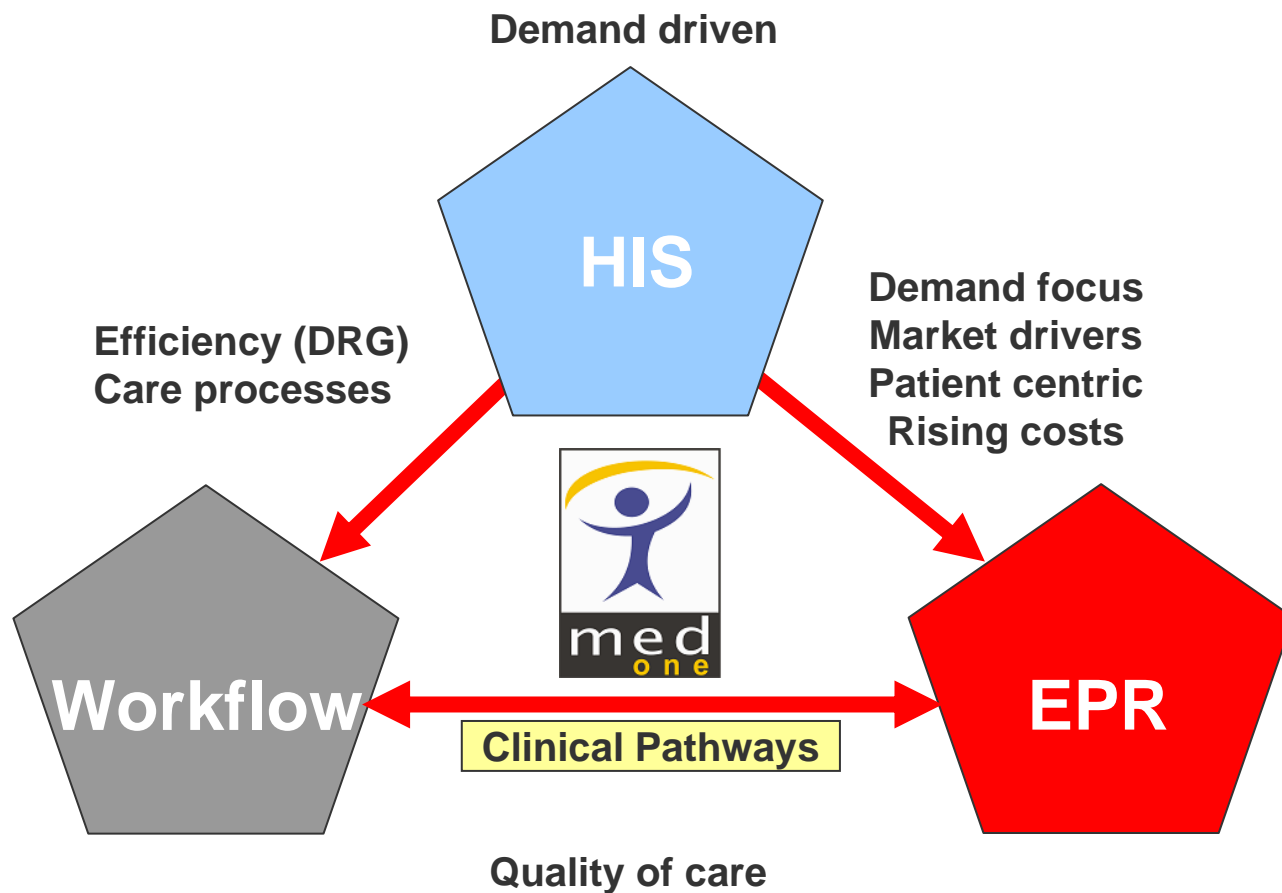 Demand driven
HIS
Efficiency (DRG)
Care processes
Demand focus
Market drivers
Patient centric
Rising costs
med
one
Workflow
EPR
Clinical Pathways
Quality of care